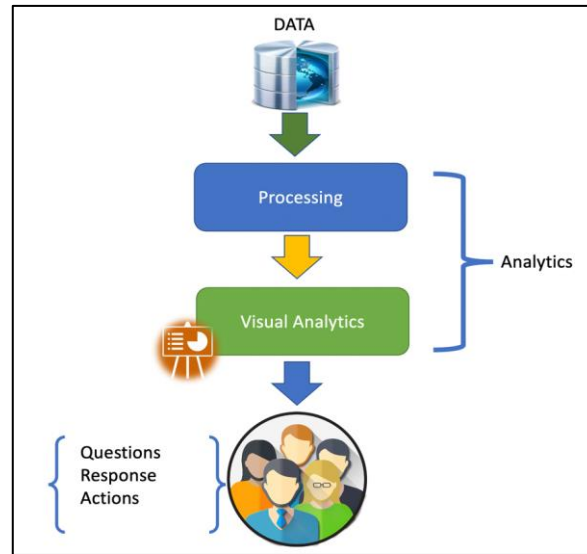 DATA
Processing
Analytics
Visual Analytics
Questions
Response
Actions